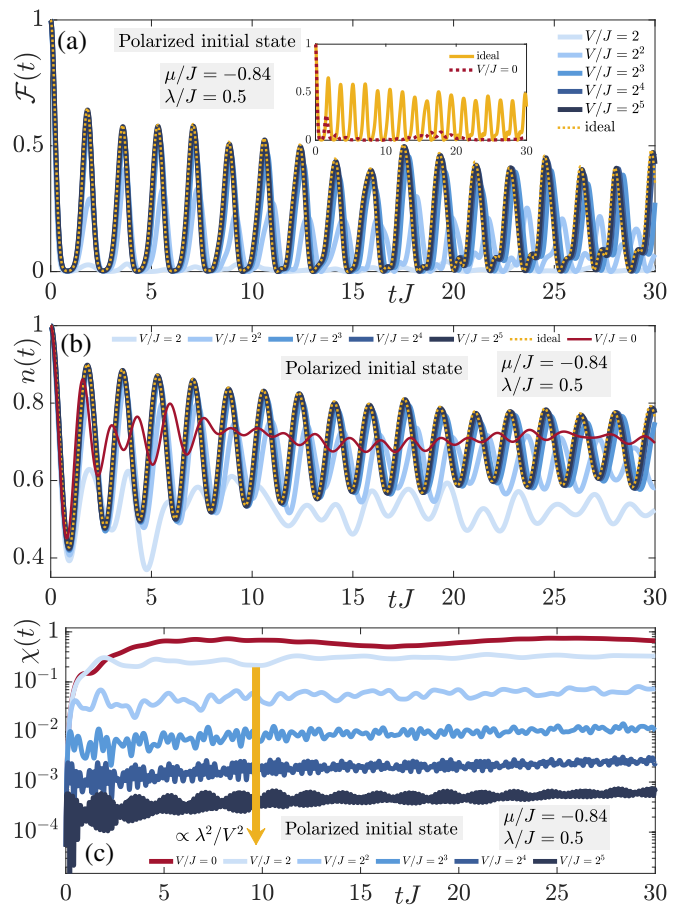 (a)
Polarized initial state
μ/J = −0.84
λ/J = 0.5
F(t)
1
0.5
0
0 5 10 15 20 25 30
tJ
ideal
V/J = 0
1
0.5
0
0 10 20 30
V/J = 2
V/J = 2²
V/J = 2³
V/J = 2⁴
V/J = 2⁵
ideal
(b)
V/J = 2 V/J = 2² V/J = 2³ V/J = 2⁴ V/J = 2⁵ ideal V/J = 0
Polarized initial state
μ/J = −0.84
λ/J = 0.5
n(t)
1
0.8
0.6
0.4
0 5 10 15 20 25 30
tJ
χ(t)
1
10⁻¹
10⁻²
10⁻³
10⁻⁴
∝ λ²/V²
Polarized initial state
μ/J = −0.84
λ/J = 0.5
(c)
V/J = 0 V/J = 2 V/J = 2² V/J = 2³ V/J = 2⁴ V/J = 2⁵
0 5 10 15 20 25 30
tJ